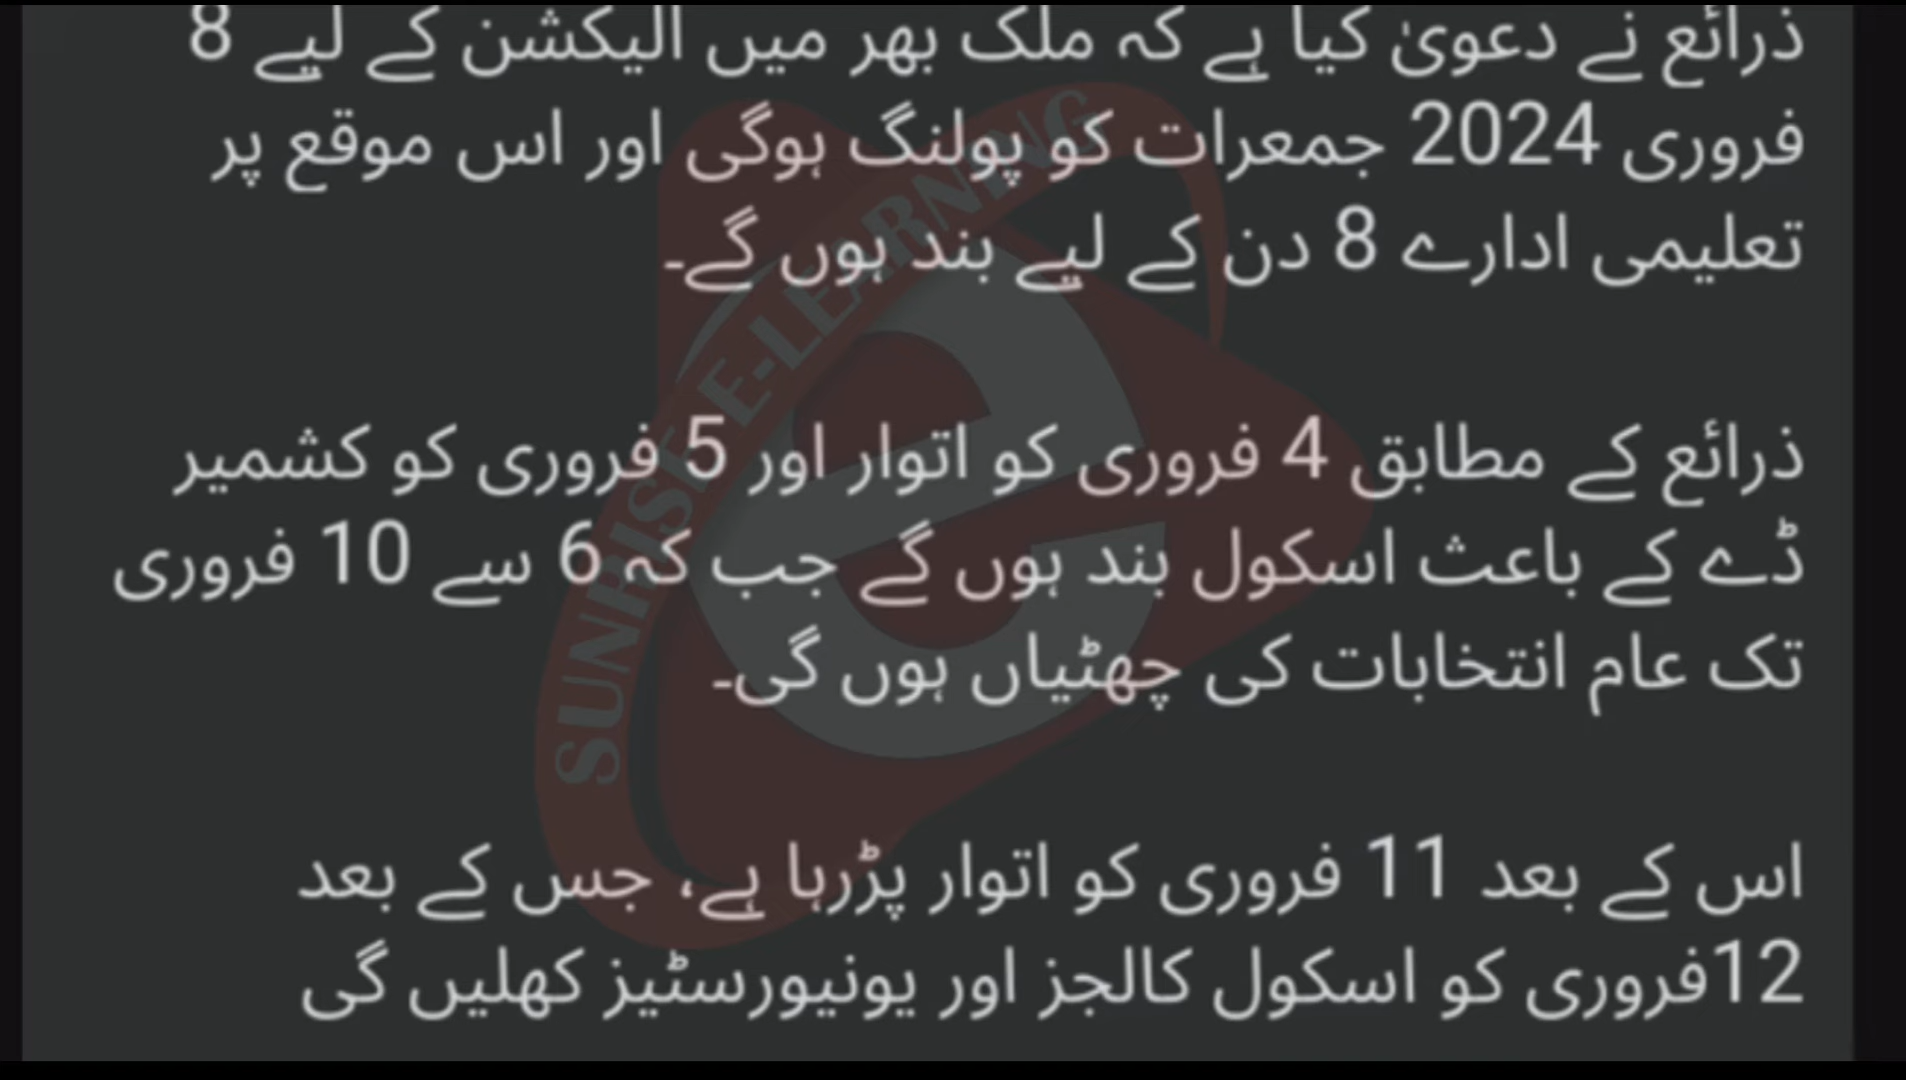 ذرائع نے دعویٰ کیا ہے کہ ملک بھر میں الیکشن کے لیے 8
فروری 2024 جمعرات کو پولنگ ہوگی اور اس موقع پر
تعلیمی ادارے 8 دن کے لیے بند ہوں گے۔
ذرائع کے مطابق 4 فروری کو اتوار اور 5 فروری کو کشمیر
ڈے کے باعث اسکول بند ہوں گے جب کہ 6 سے 10 فروری
تک عام انتخابات کی چھٹیاں ہوں گی۔
اس کے بعد 11 فروری کو اتوار پڑرہا ہے، جس کے بعد
12فروری کو اسکول کالجز اور یونیورسٹیز کھلیں گی
SUNRISE E-LEARNING